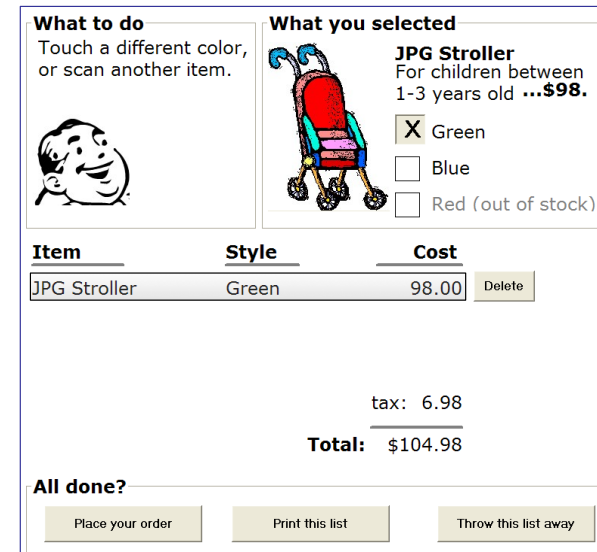 What to do
Touch a different color,
or scan another item.
What you selected
JPG Stroller
For children between
1-3 years old ...$98.
X Green
Blue
Red (out of stock)
Item Style Cost
JPG Stroller Green 98.00 Delete
tax: 6.98
Total: $104.98
All done?
Place your order Print this list Throw this list away